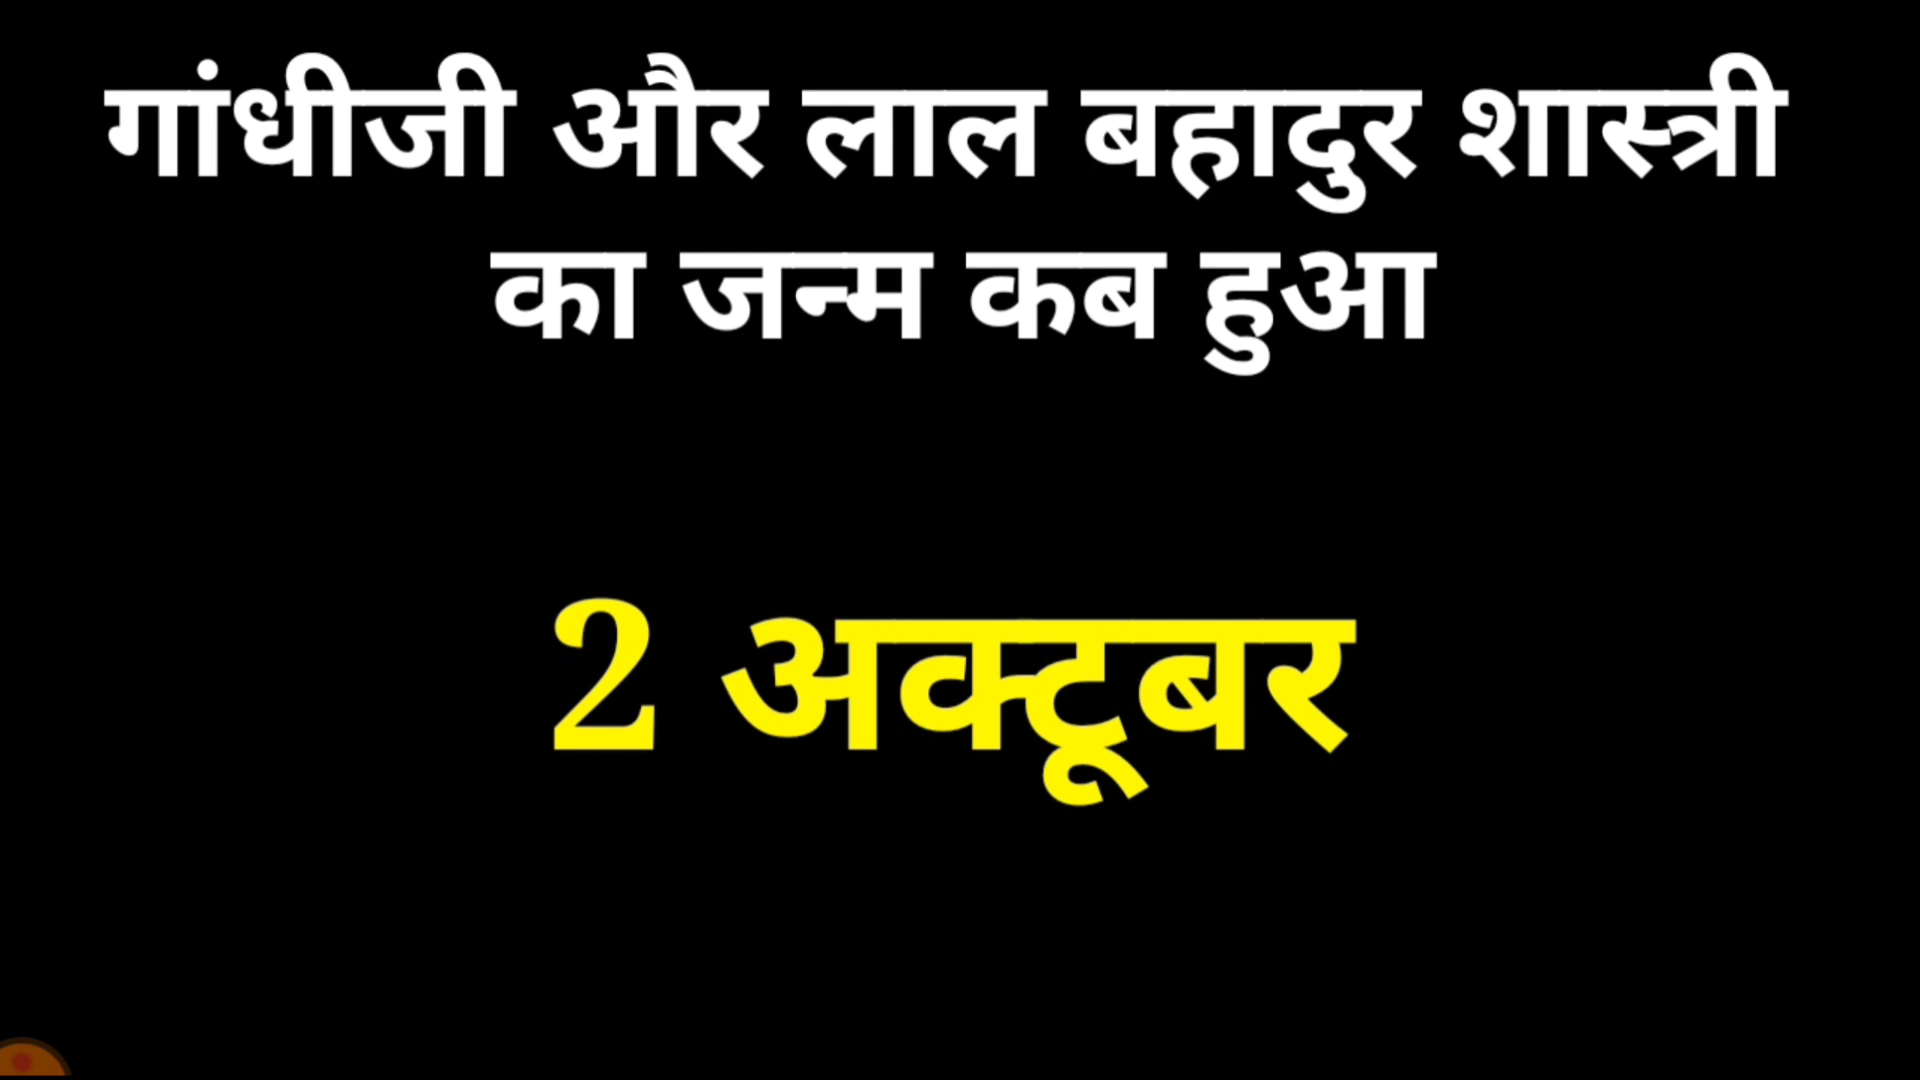 गांधीजी और लाल बहादुर शास्त्री
का जन्म कब हुआ
2 अक्टूबर